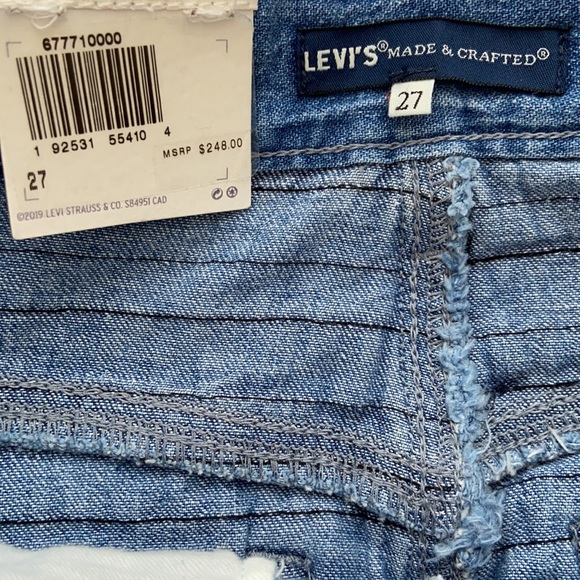 677710000
1 92531 55410 4
MSRP $248.00
27
©2019 LEVI STRAUSS & CO. S84951 CAD
LEVI'S® MADE & CRAFTED®
27